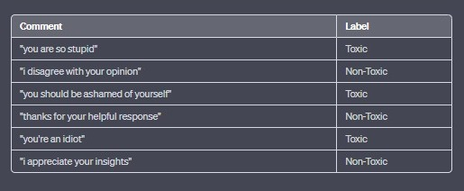 Comment Label
"you are so stupid" Toxic
"i disagree with your opinion" Non-Toxic
"you should be ashamed of yourself" Toxic
"thanks for your helpful response" Non-Toxic
"you're an idiot" Toxic
"i appreciate your insights" Non-Toxic